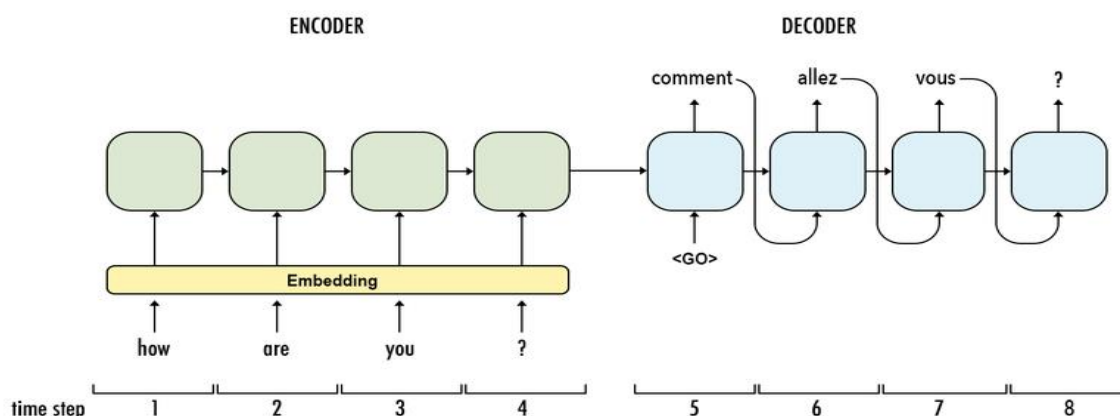 ENCODER DECODER
comment allez vous ?
<GO>
Embedding
how are you ?
time step 1 2 3 4 5 6 7 8